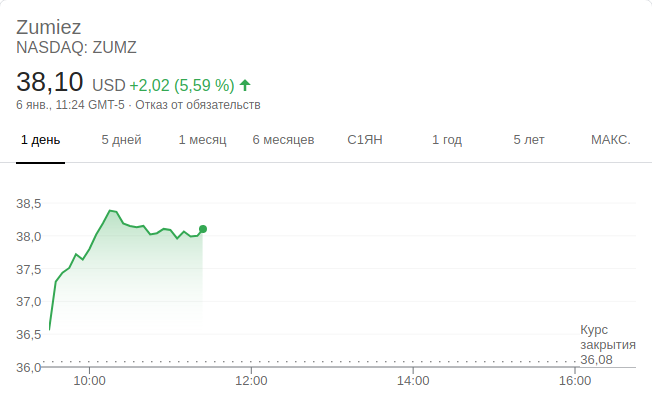 Zumiez
NASDAQ: ZUMZ
38,10 USD +2,02 (5,59 %)
6 янв., 11:24 GMT-5 · Отказ от обязательств
1 день 5 дней 1 месяц 6 месяцев С1ЯН 1 год 5 лет МАКС.
38,5
38,0
37,5
37,0
36,5
Курс
закрытия
36,08
36,0
10:00 12:00 14:00 16:00